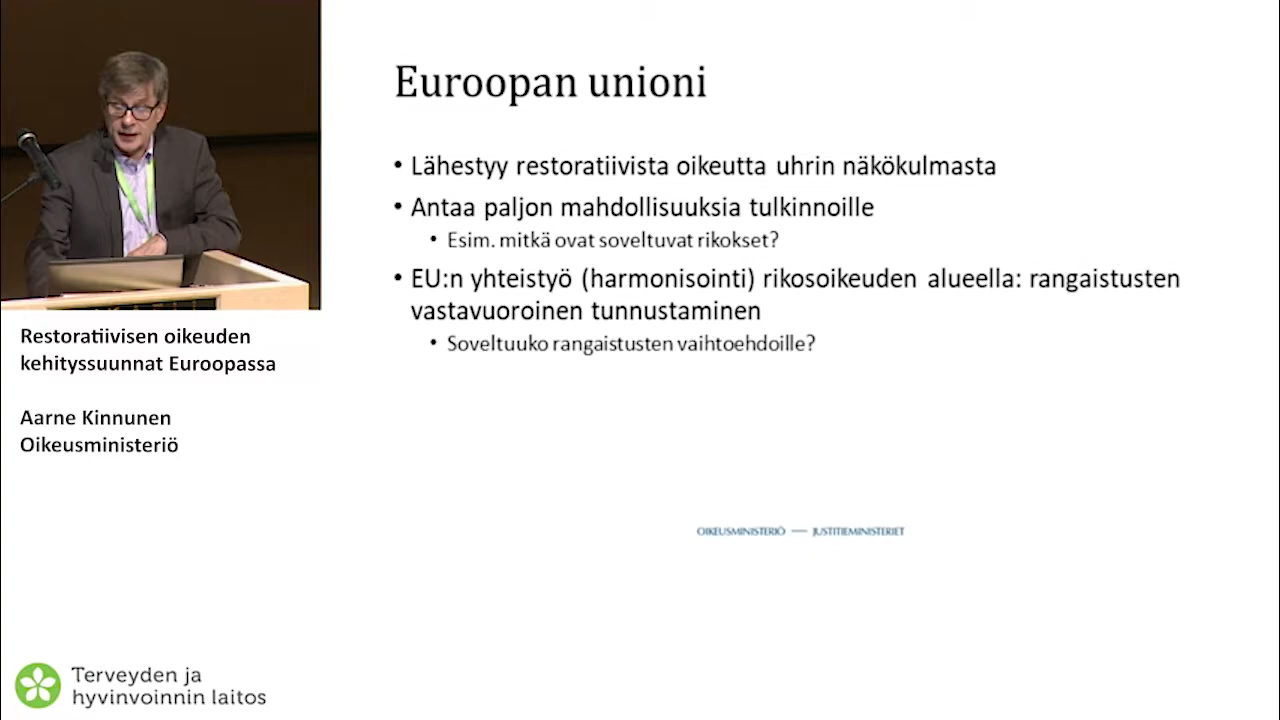 Euroopan unioni
• Lähestyy restoratiivista oikeutta uhrin näkökulmasta
• Antaa paljon mahdollisuuksia tulkinnoille
• Esim. mitkä ovat soveltuvat rikokset?
• EU:n yhteistyö (harmonisointi) rikosoikeuden alueella: rangaistusten
vastavuoroinen tunnustaminen
• Soveltuuko rangaistusten vaihtoehdoille?
Restoratiivisen oikeuden
kehityssuunnat Euroopassa
Aarne Kinnunen
Oikeusministeriö
OIKEUSMINISTERIÖ — JUSTITIEMINISTERIET
Terveyden ja
hyvinvoinnin laitos